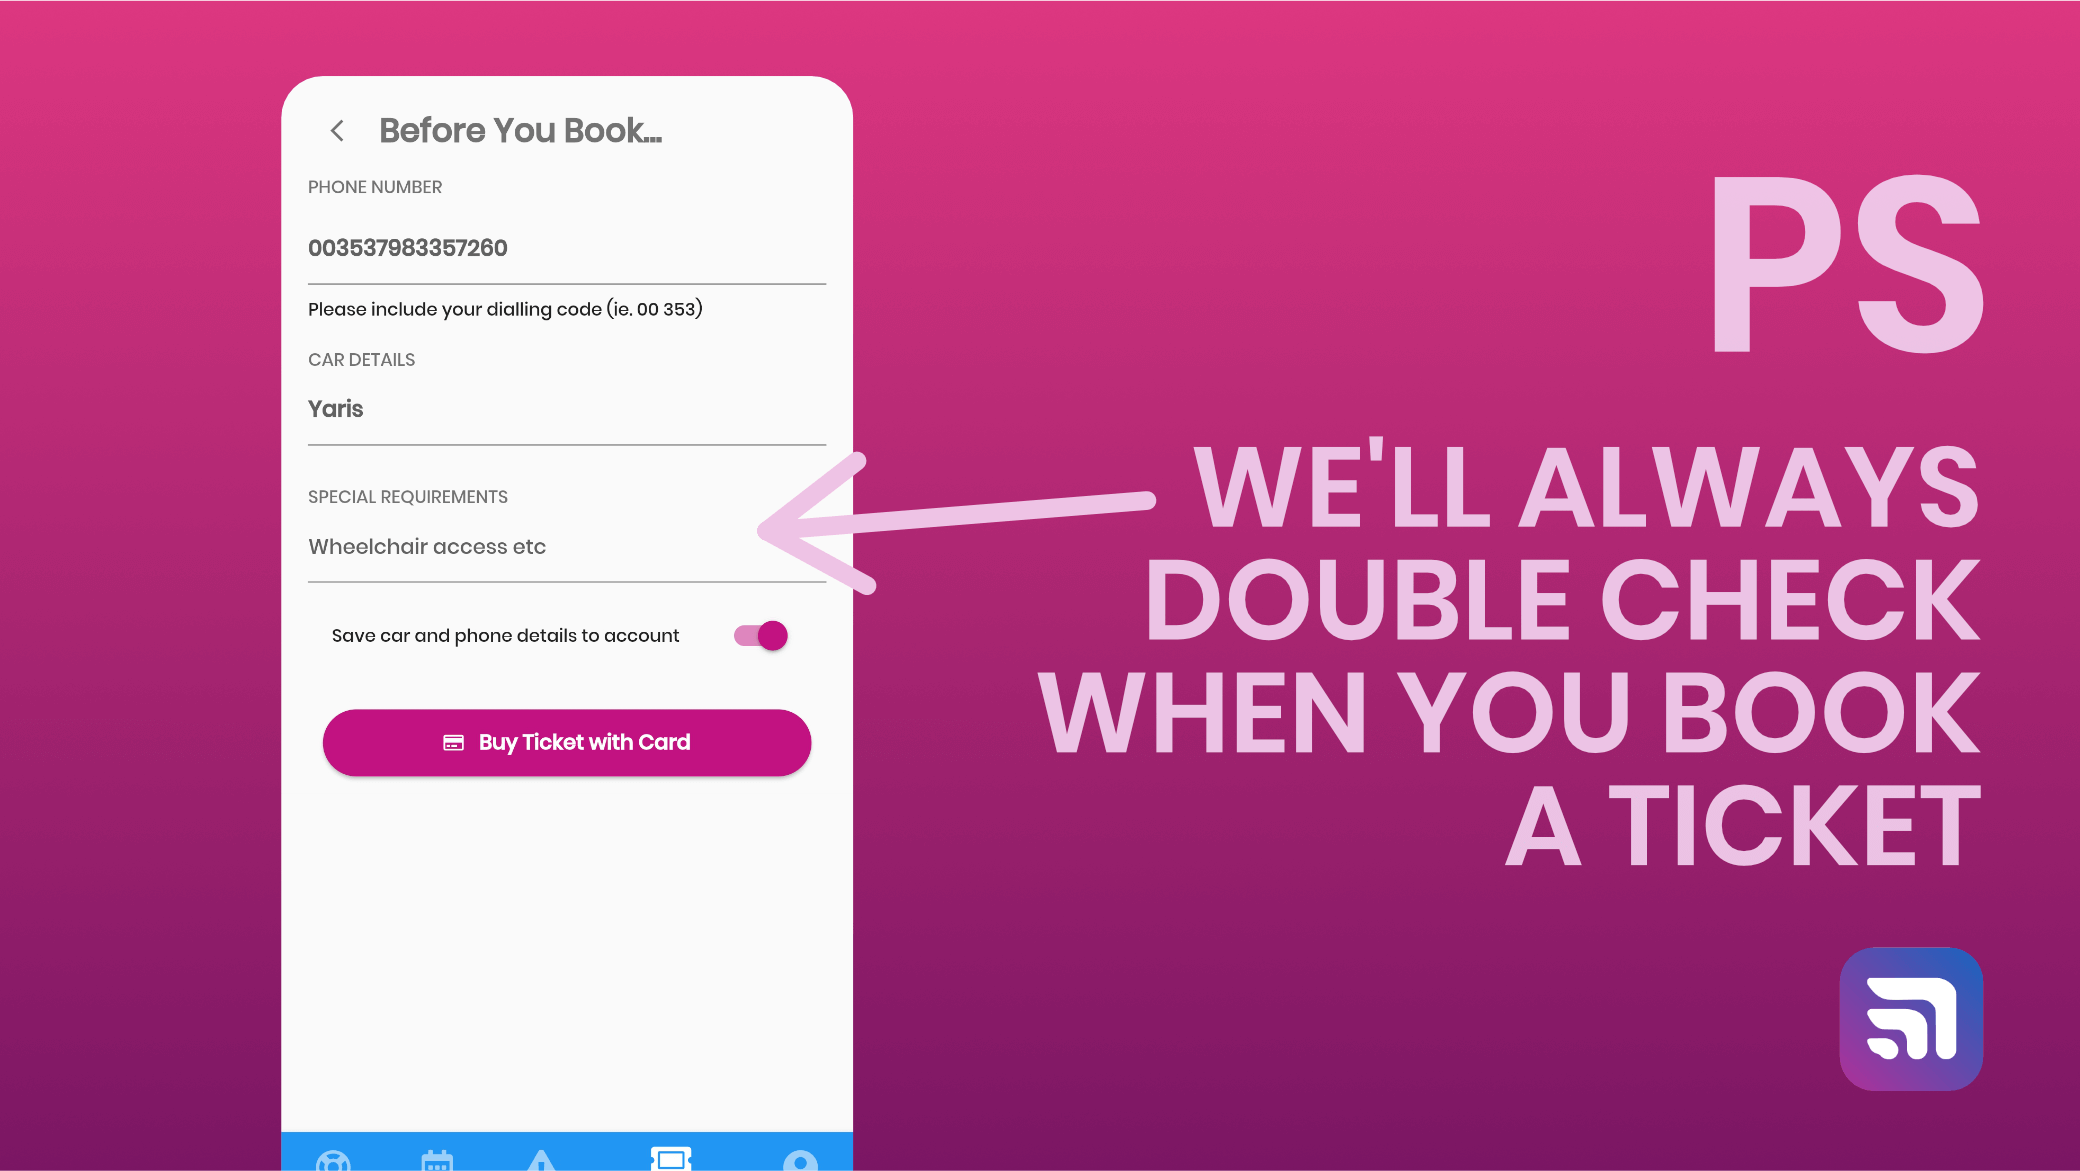 Before You Book...
PHONE NUMBER
003537983357260
Please include your dialling code (ie. 00 353)
CAR DETAILS
Yaris
SPECIAL REQUIREMENTS
Wheelchair access etc
Save car and phone details to account
Buy Ticket with Card
PS
WE'LL ALWAYS
DOUBLE CHECK
WHEN YOU BOOK
A TICKET